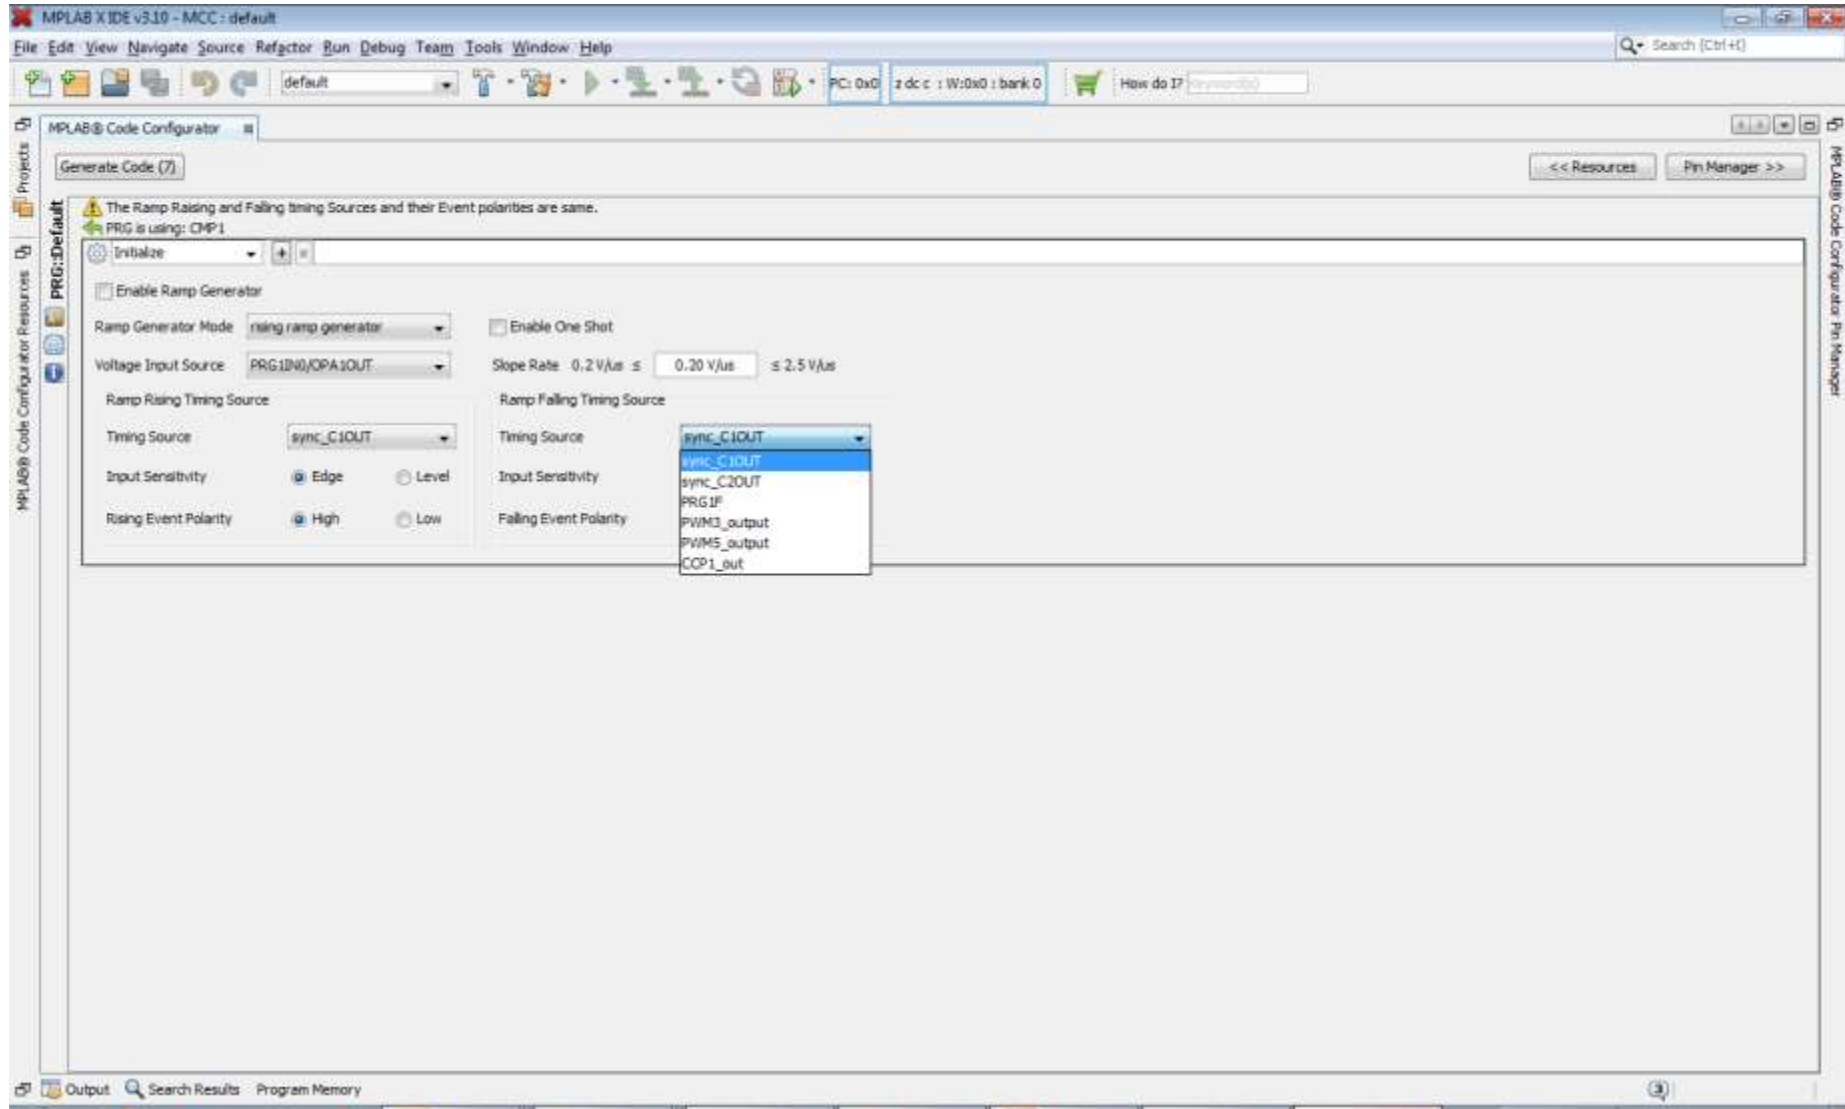 MPLAB X IDE v3.10 - MCC : default
File Edit View Navigate Source Refactor Run Debug Team Tools Window Help
Search (Ctrl+I)
default
PC: 0x0
z dc c : W:0x0 : bank 0
How do I?
MPLAB® Code Configurator
Generate Code (7)
<< Resources
Pin Manager >>
Projects
MPLAB® Code Configurator Resources
PRG::Default
MPLAB® Code Configurator Pin Manager
The Ramp Raising and Falling timing Sources and their Event polarities are same.
PRG is using: CMP1
Initialize
Enable Ramp Generator
Ramp Generator Mode rising ramp generator Enable One Shot
Voltage Input Source PRG1IN0/OPA1OUT Slope Rate 0.2 V/us ≤ 0.20 V/us ≤ 2.5 V/us
Ramp Rising Timing Source Ramp Falling Timing Source
Timing Source sync_C1OUT Timing Source sync_C1OUT
sync_C1OUT
Input Sensitivity Edge Level Input Sensitivity sync_C2OUT
PRG1F
Rising Event Polarity High Low Falling Event Polarity PWM3_output
PWM5_output
CCP1_out
Output Search Results Program Memory
3